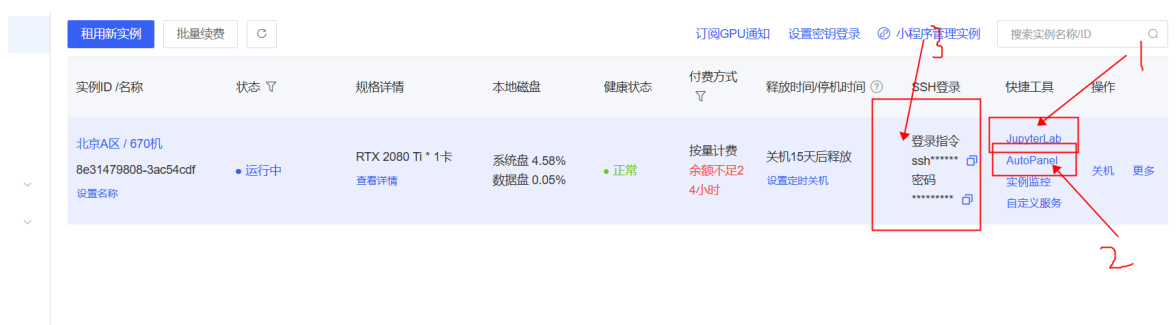 租用新实例 批量续费 订阅GPU通知 设置密钥登录 小程序管理实例 搜索实例名称/ID
3
1
实例ID /名称 状态 规格详情 本地磁盘 健康状态 付费方式 释放时间/停机时间 SSH登录 快捷工具 操作
北京A区 / 670机
8e31479808-3ac54cdf
设置名称
运行中
RTX 2080 Ti * 1卡
查看详情
系统盘 4.58%
数据盘 0.05%
正常
按量计费
余额不足2
4小时
关机15天后释放
设置定时关机
登录指令
ssh******
密码
*********
JupyterLab
AutoPanel
实例监控
自定义服务
关机 更多
2